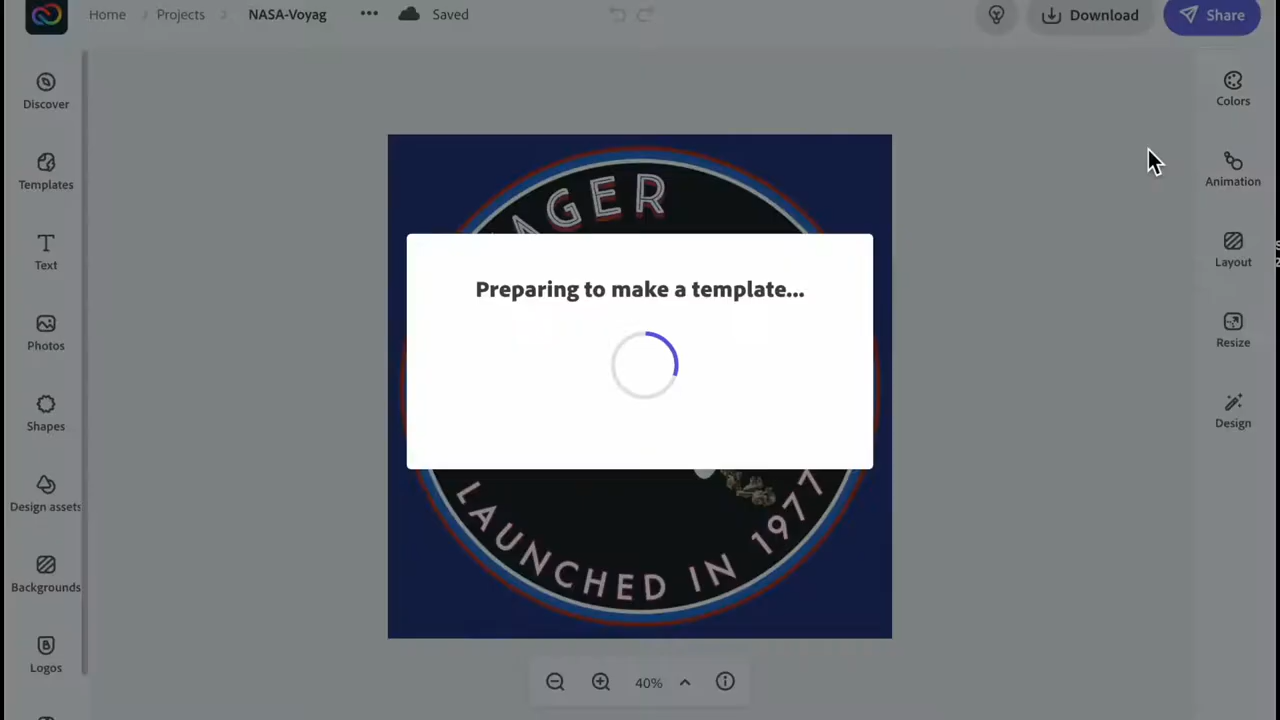 Home
Projects
NASA-Voyag
Saved
Download
Share
Discover
Templates
Text
Photos
Shapes
Design assets
Backgrounds
Logos
Colors
Animation
Layout
Resize
Design
AGER
Preparing to make a template...
LAUNCHED IN 1977
40%